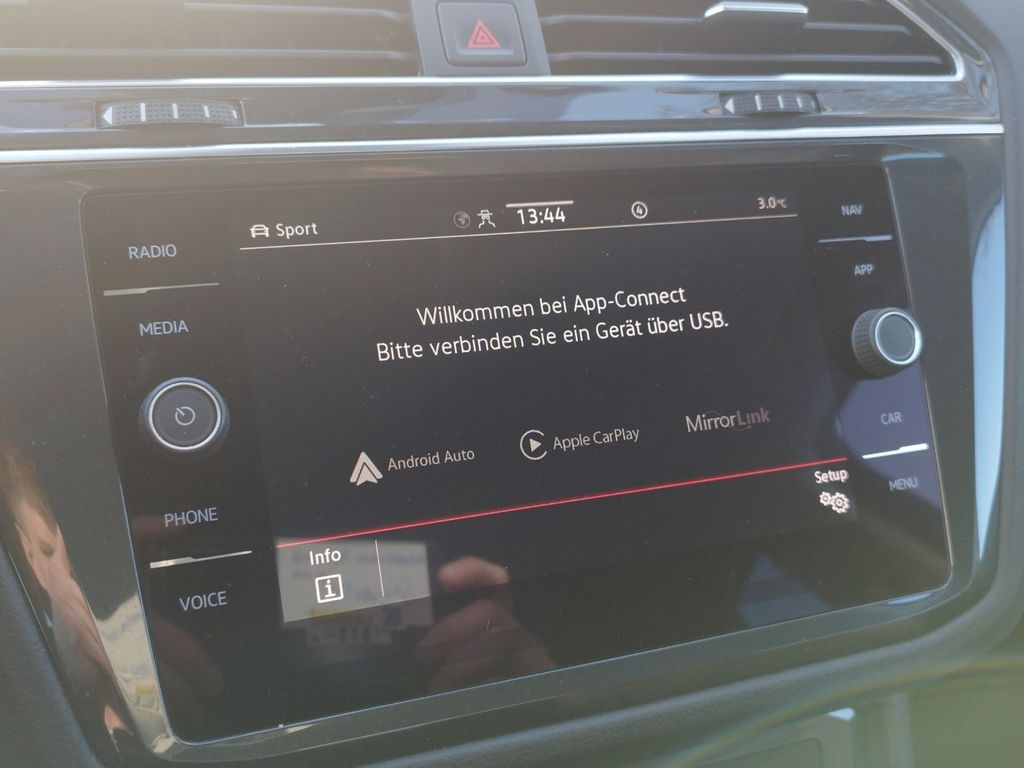 RADIO
MEDIA
PHONE
VOICE
Sport
13:44
4
3.0°C
Willkommen bei App-Connect
Bitte verbinden Sie ein Gerät über USB.
Android Auto
Apple CarPlay
MirrorLink
Setup
Info
i
NAV
APP
CAR
MENU